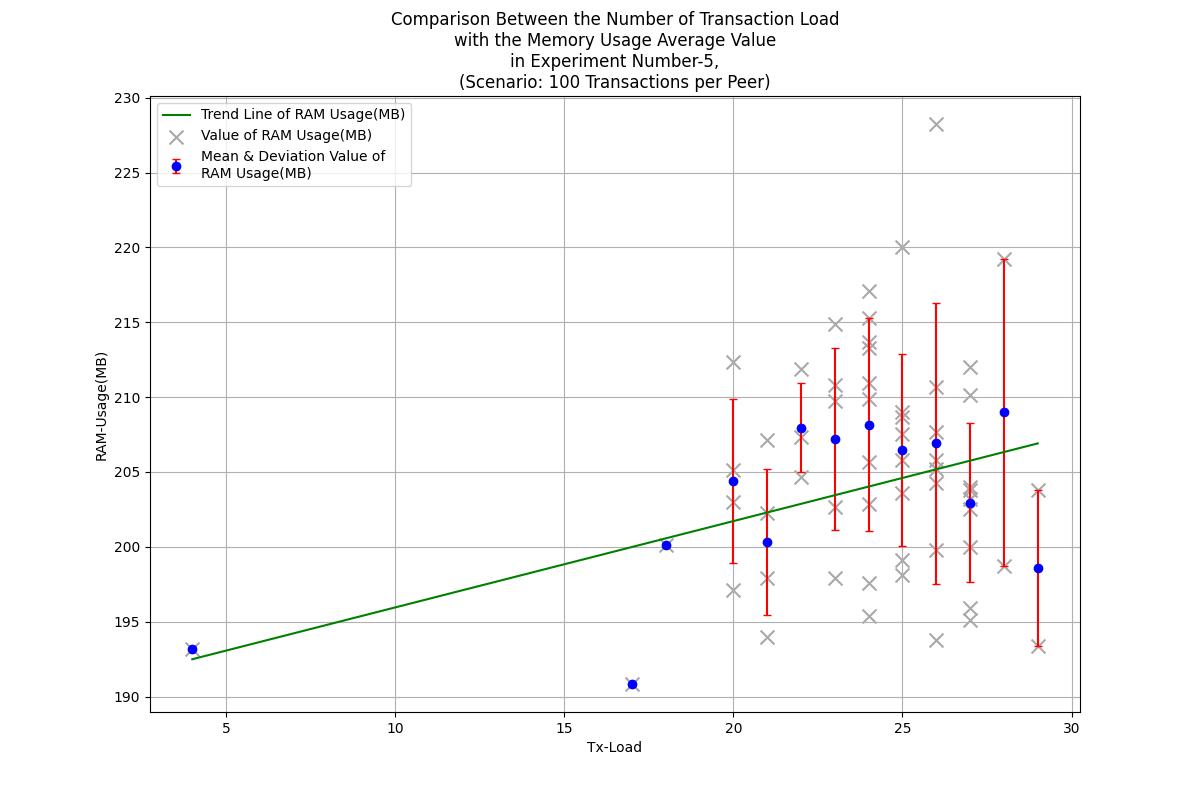 Comparison Between the Number of Transaction Load
with the Memory Usage Average Value
in Experiment Number-5,
(Scenario: 100 Transactions per Peer)
Trend Line of RAM Usage(MB)
Value of RAM Usage(MB)
Mean & Deviation Value of
RAM Usage(MB)
230
225
220
215
210
205
200
195
190
RAM-Usage(MB)
5 10 15 20 25 30
Tx-Load